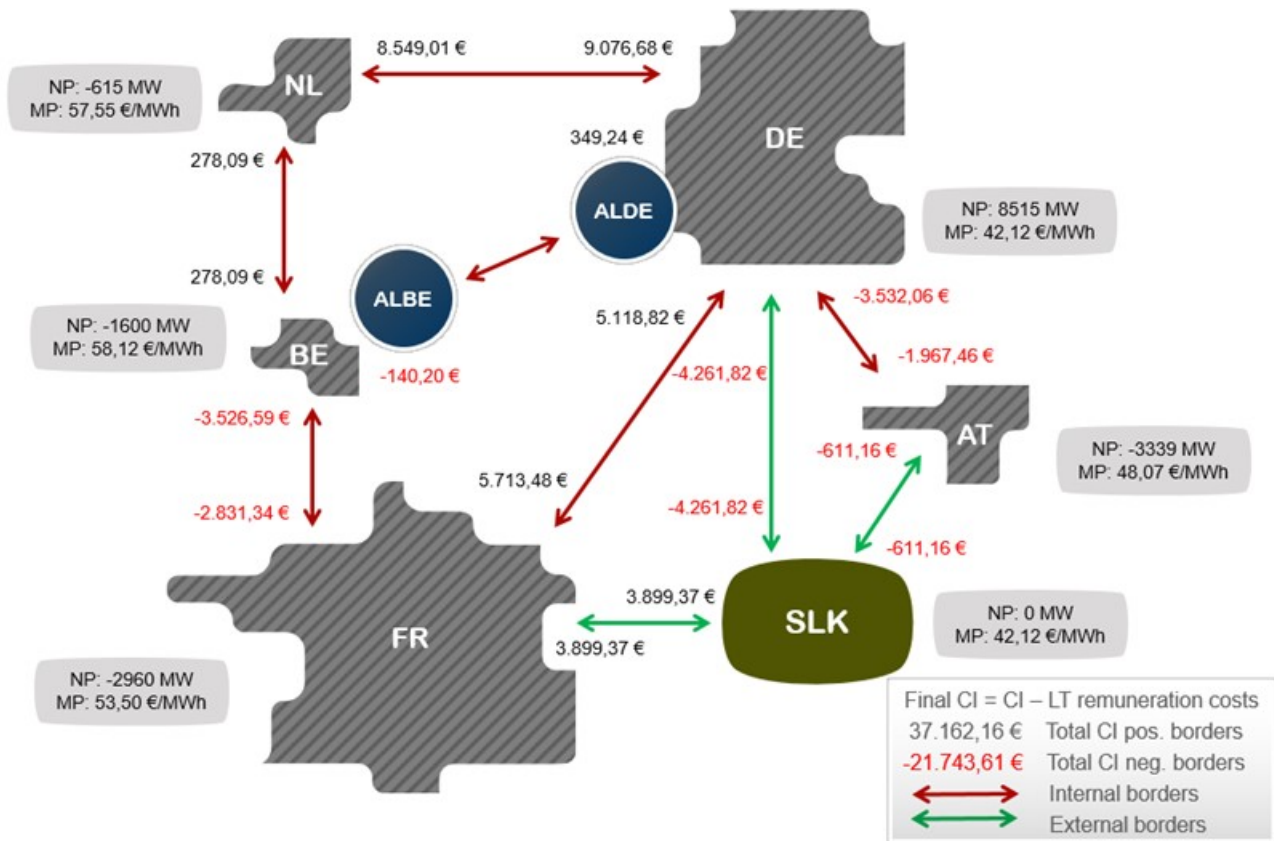 8.549,01 €
9.076,68 €
NL
NP: -615 MW
MP: 57,55 €/MWh
DE
349,24 €
278,09 €
ALDE
NP: 8515 MW
MP: 42,12 €/MWh
278,09 €
ALBE
-3.532,06 €
5.118,82 €
NP: -1600 MW
MP: 58,12 €/MWh
BE
-140,20 €
-4.261,82 €
-1.967,46 €
-3.526,59 €
AT
-611,16 €
NP: -3339 MW
MP: 48,07 €/MWh
5.713,48 €
-4.261,82 €
-2.831,34 €
-611,16 €
3.899,37 €
SLK
NP: 0 MW
MP: 42,12 €/MWh
FR
3.899,37 €
NP: -2960 MW
MP: 53,50 €/MWh
Final CI = CI – LT remuneration costs
37.162,16 € Total CI pos. borders
-21.743,61 € Total CI neg. borders
Internal borders
External borders